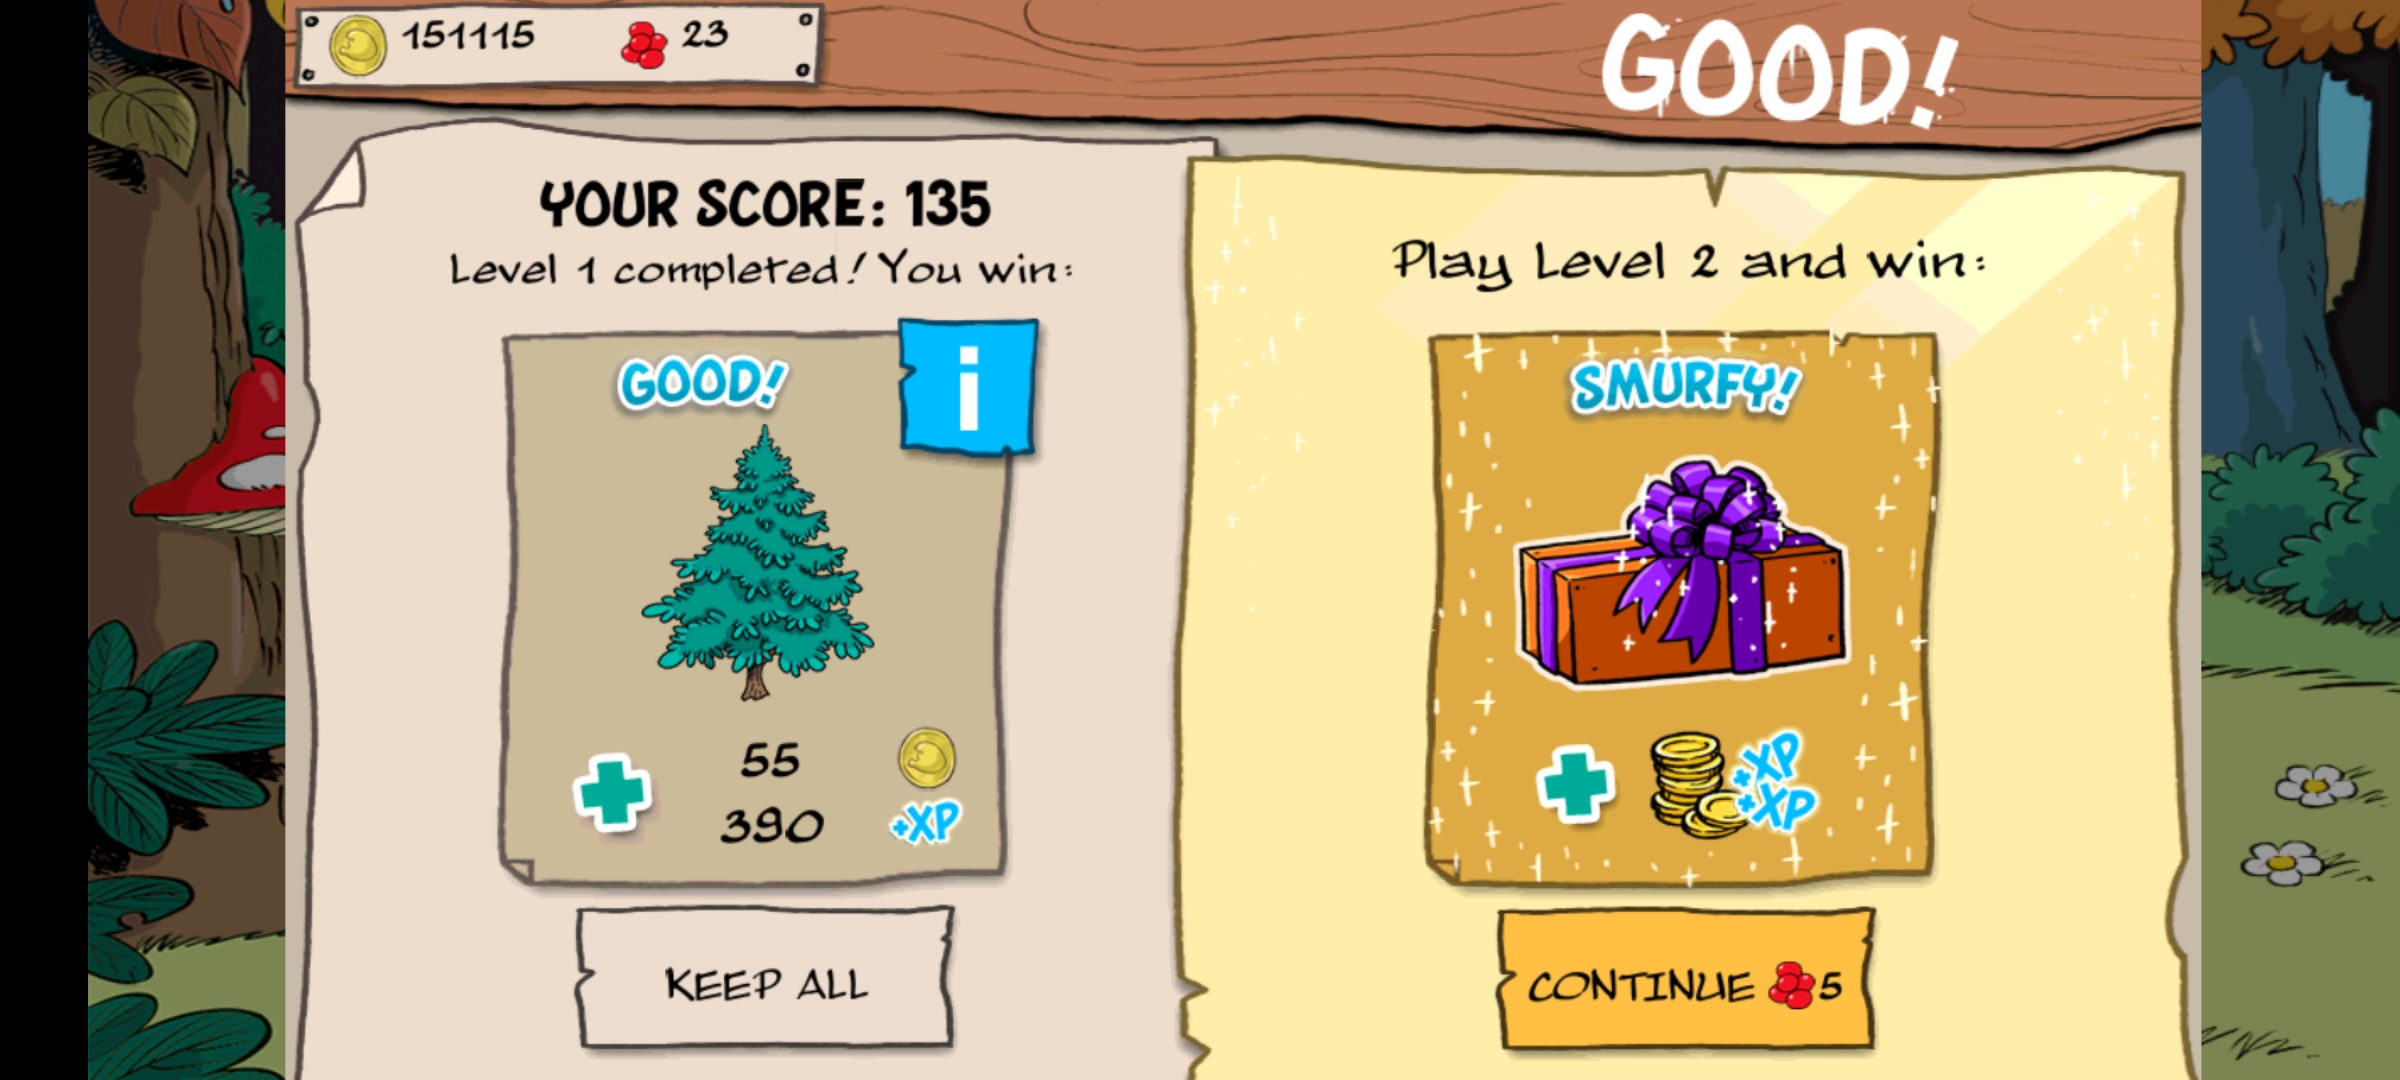 151115
23
GOOD!
YOUR SCORE: 135
Level 1 completed! You win:
GOOD!
i
55
390
+XP
KEEP ALL
Play Level 2 and win:
SMURFY!
+XP
+XP
CONTINUE 5